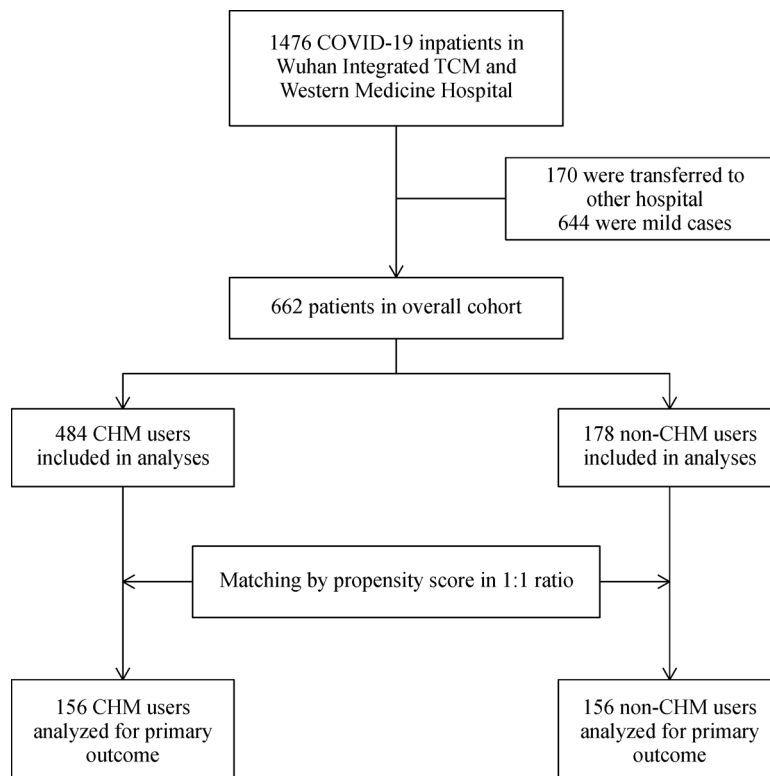 1476 COVID-19 inpatients in
Wuhan Integrated TCM and
Western Medicine Hospital
170 were transferred to
other hospital
644 were mild cases
662 patients in overall cohort
484 CHM users
included in analyses
178 non-CHM users
included in analyses
Matching by propensity score in 1:1 ratio
156 CHM users
analyzed for primary
outcome
156 non-CHM users
analyzed for primary
outcome